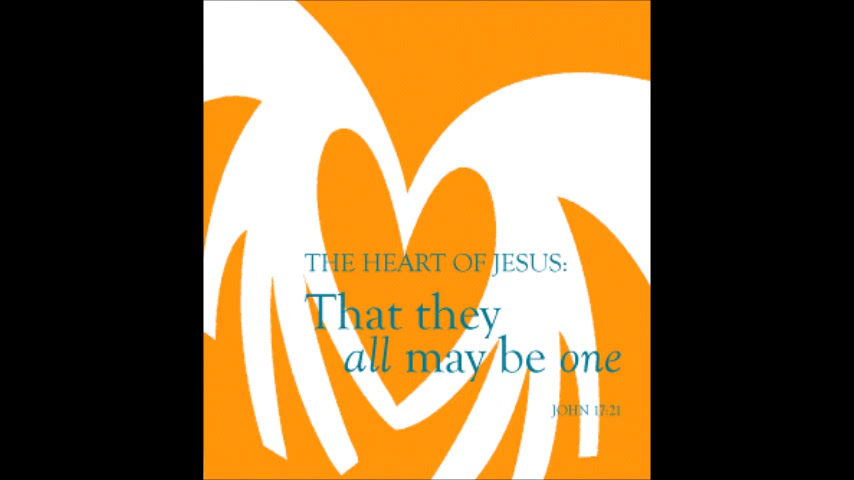 THE HEART OF JESUS:
That they
all may be one
JOHN 17:21